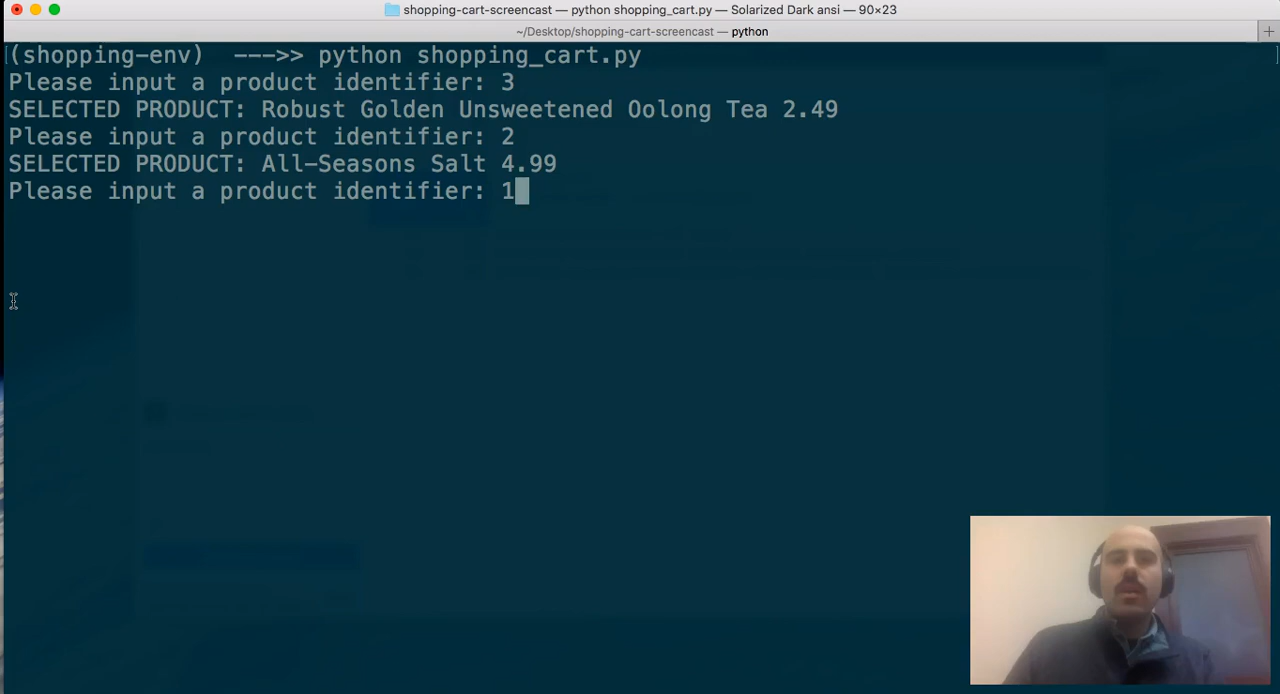 shopping-cart-screencast — python shopping_cart.py — Solarized Dark ansi — 90×23
~/Desktop/shopping-cart-screencast — python
(shopping-env)  --->> python shopping_cart.py
Please input a product identifier: 3
SELECTED PRODUCT: Robust Golden Unsweetened Oolong Tea 2.49
Please input a product identifier: 2
SELECTED PRODUCT: All-Seasons Salt 4.99
Please input a product identifier: 1